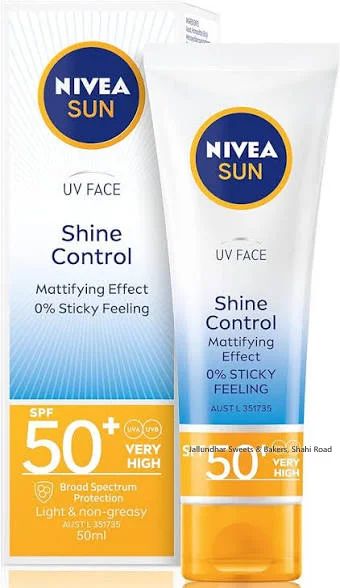 NIVEA
SUN
UV FACE
Shine
Control
Mattifying Effect
0% Sticky Feeling
SPF
50+
UVA UVB
VERY
HIGH
Broad Spectrum
Protection
Light & non-greasy
AUST L 351735
50ml
NIVEA
SUN
UV FACE
Shine
Control
Mattifying
Effect
0% STICKY
FEELING
AUST L 351735
Jallundhar Sweets & Bakers, Shahi Road
50+
VERY
HIGH